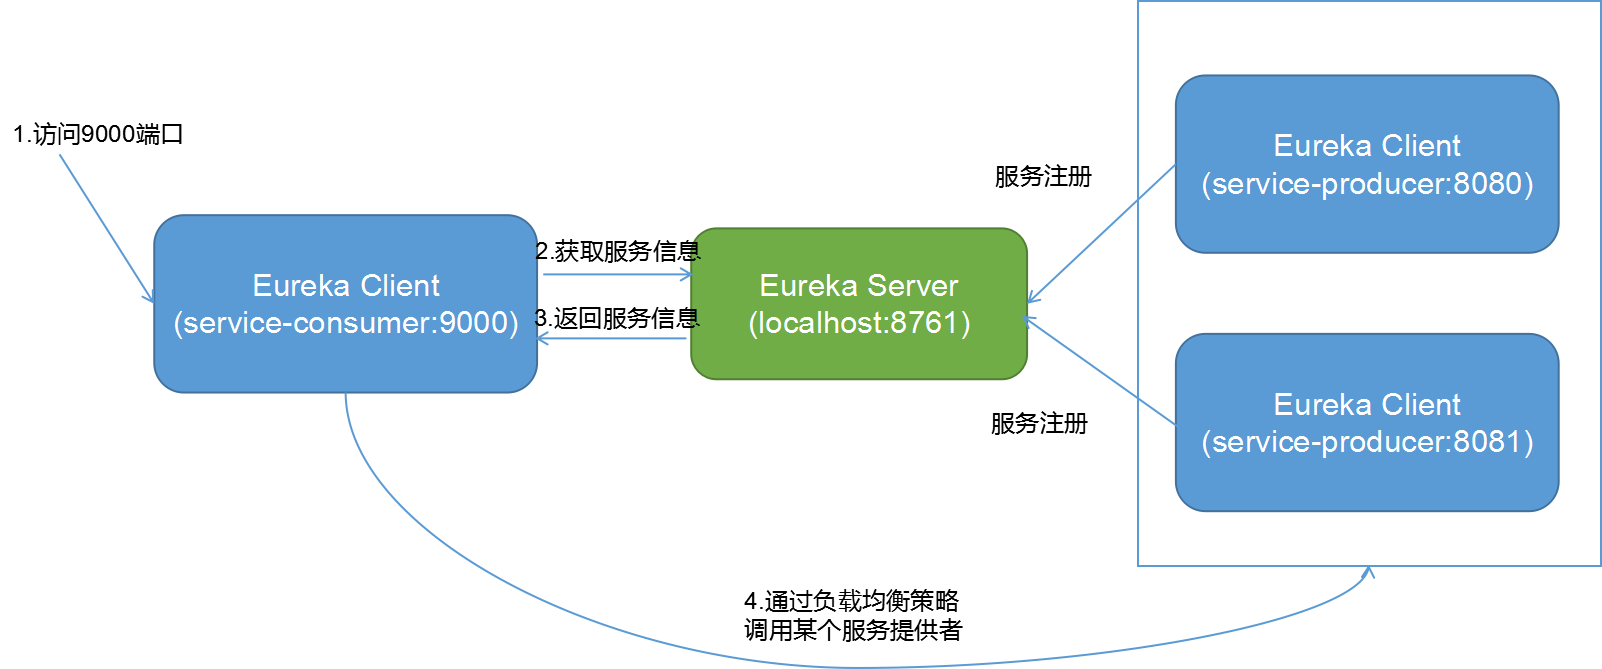 1.访问9000端口
Eureka Client
(service-consumer:9000)
2.获取服务信息
3.返回服务信息
Eureka Server
(localhost:8761)
服务注册
服务注册
Eureka Client
(service-producer:8080)
Eureka Client
(service-producer:8081)
4.通过负载均衡策略
调用某个服务提供者